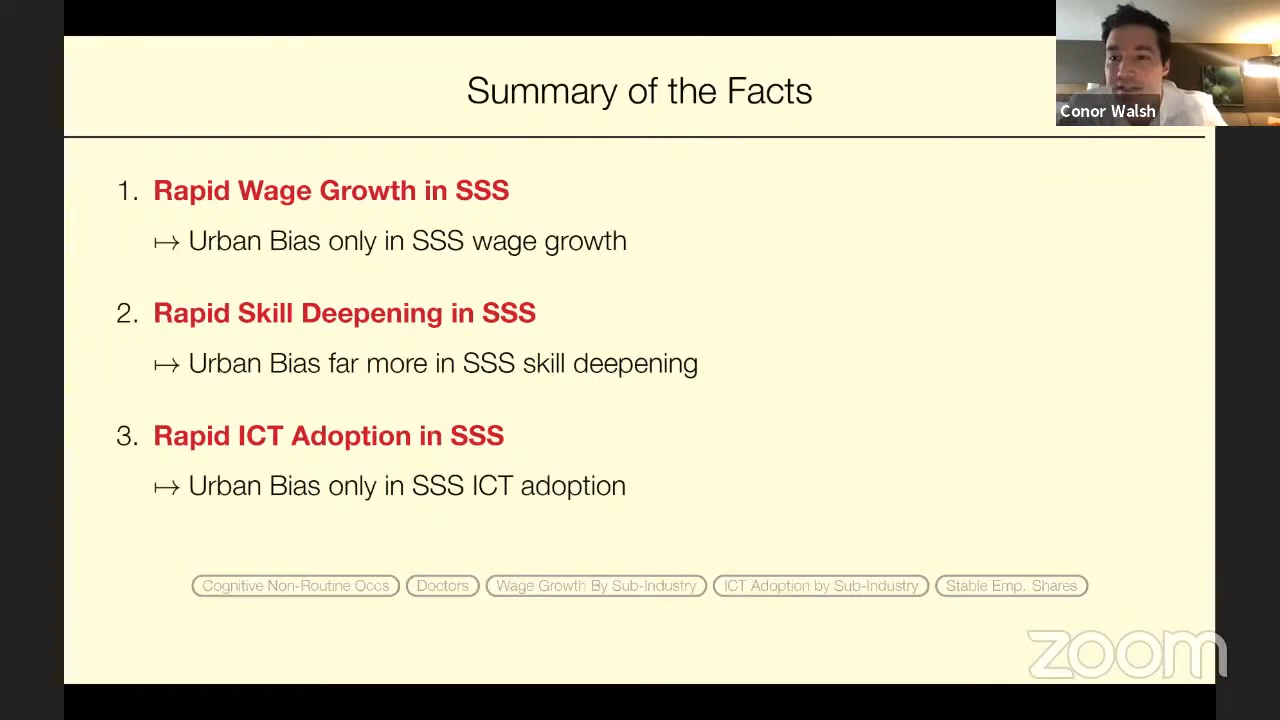 Summary of the Facts
Conor Walsh
1. Rapid Wage Growth in SSS
↦ Urban Bias only in SSS wage growth
2. Rapid Skill Deepening in SSS
↦ Urban Bias far more in SSS skill deepening
3. Rapid ICT Adoption in SSS
↦ Urban Bias only in SSS ICT adoption
Cognitive Non-Routine Occs Doctors Wage Growth By Sub-Industry ICT Adoption by Sub-Industry Stable Emp. Shares
zoom